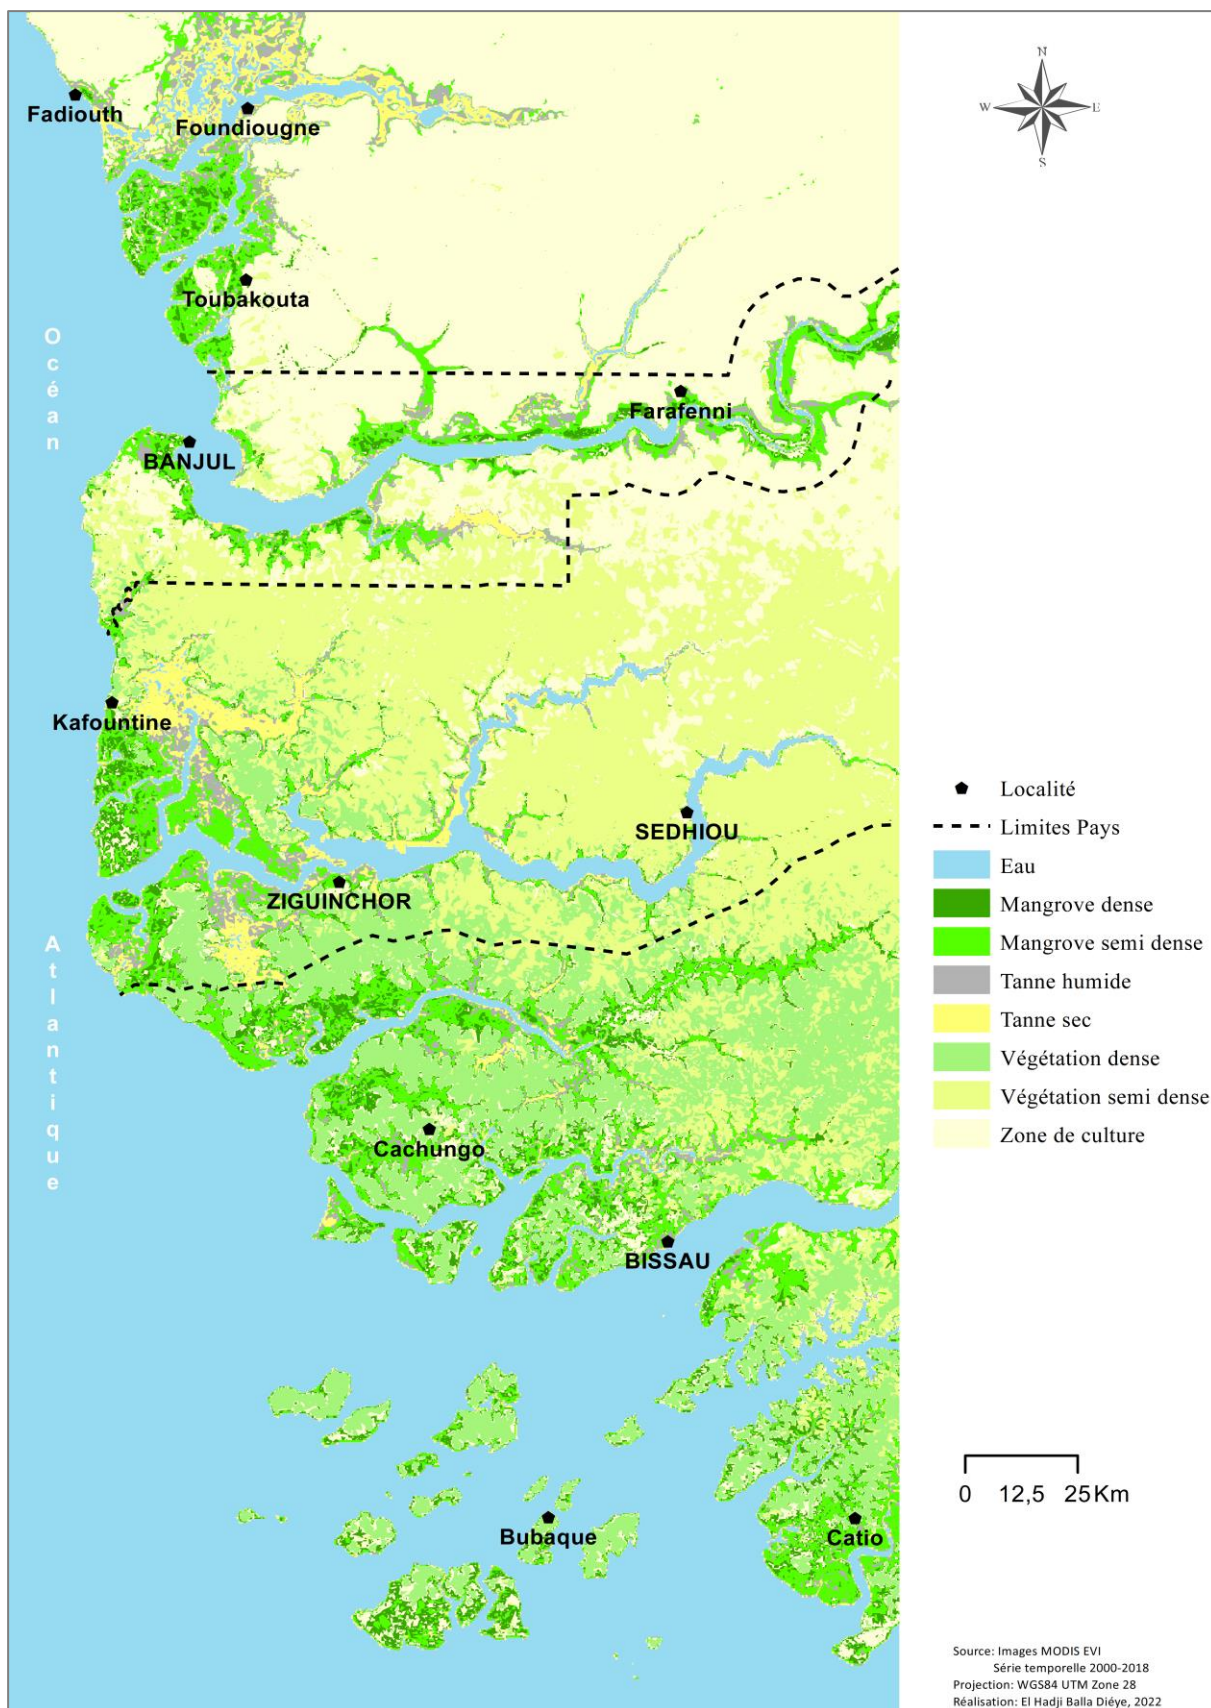 N
W E
S
Fadiouth
Foundiougne
Toubakouta
Océan
Farafenni
BANJUL
Kafountine
SEDHIOU
ZIGUINCHOR
Atlantique
Cachungo
BISSAU
Bubaque
Catio
Localité
Limites Pays
Eau
Mangrove dense
Mangrove semi dense
Tanne humide
Tanne sec
Végétation dense
Végétation semi dense
Zone de culture
0 12,5 25 Km
Source: Images MODIS EVI
Série temporelle 2000-2018
Projection: WGS84 UTM Zone 28
Réalisation: El Hadji Balla Diéye, 2022